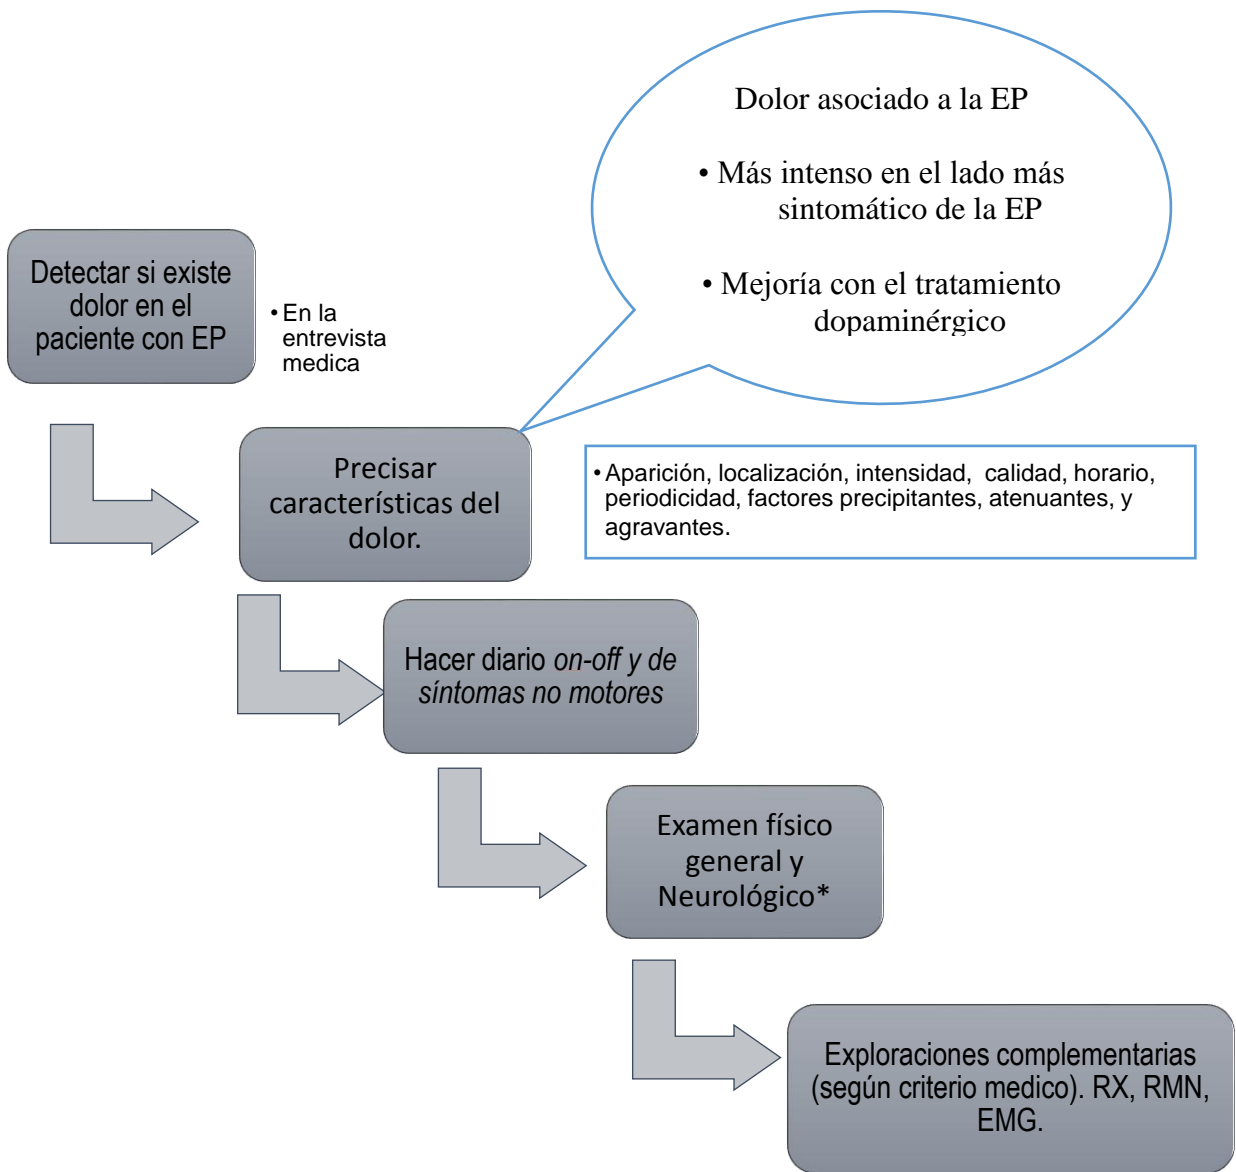 Dolor asociado a la EP
• Más intenso en el lado más
sintomático de la EP
• Mejoría con el tratamiento
dopaminérgico
Detectar si existe
dolor en el
paciente con EP
• En la
entrevista
medica
Precisar
características del
dolor.
• Aparición, localización, intensidad, calidad, horario,
periodicidad, factores precipitantes, atenuantes, y
agravantes.
Hacer diario on-off y de
síntomas no motores
Examen físico
general y
Neurológico*
Exploraciones complementarias
(según criterio medico). RX, RMN,
EMG.